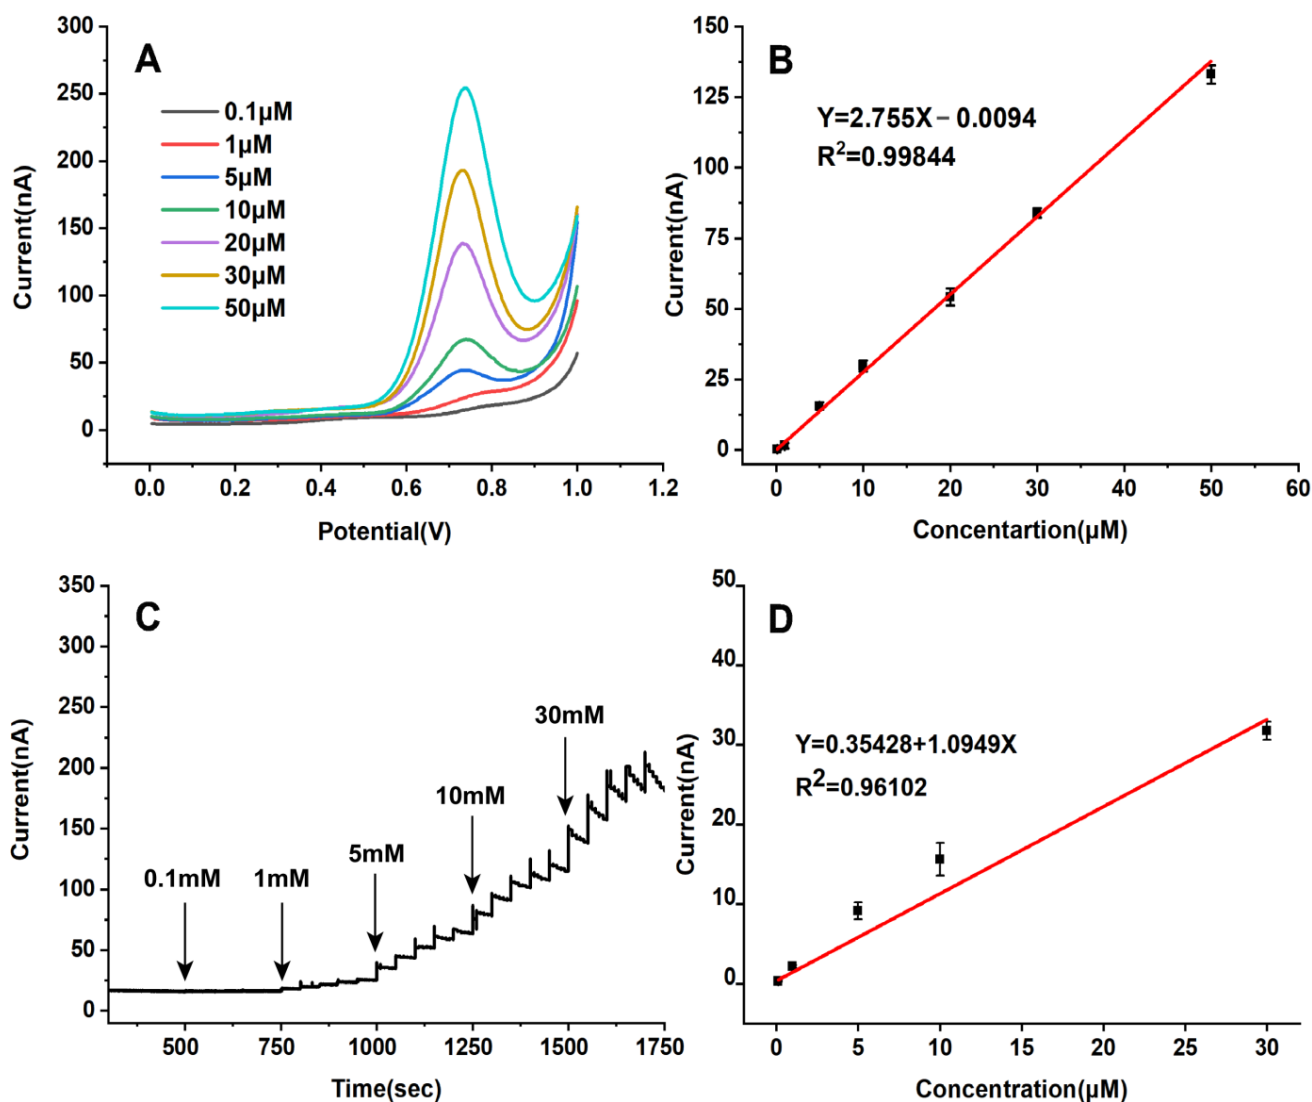 A
300
250
200
150
100
50
0
Current(nA)
0.1µM
1µM
5µM
10µM
20µM
30µM
50µM
0.0
0.2
0.4
0.6
0.8
1.0
1.2
Potential(V)
B
150
125
100
75
50
25
0
Current(nA)
Y=2.755X – 0.0094
R²=0.99844
0
10
20
30
40
50
60
Concentartion(µM)
C
350
300
250
200
150
100
50
0
Current(nA)
0.1mM
1mM
5mM
10mM
30mM
500
750
1000
1250
1500
1750
Time(sec)
D
50
40
30
20
10
0
Current(nA)
Y=0.35428+1.0949X
R²=0.96102
0
5
10
15
20
25
30
Concentration(µM)